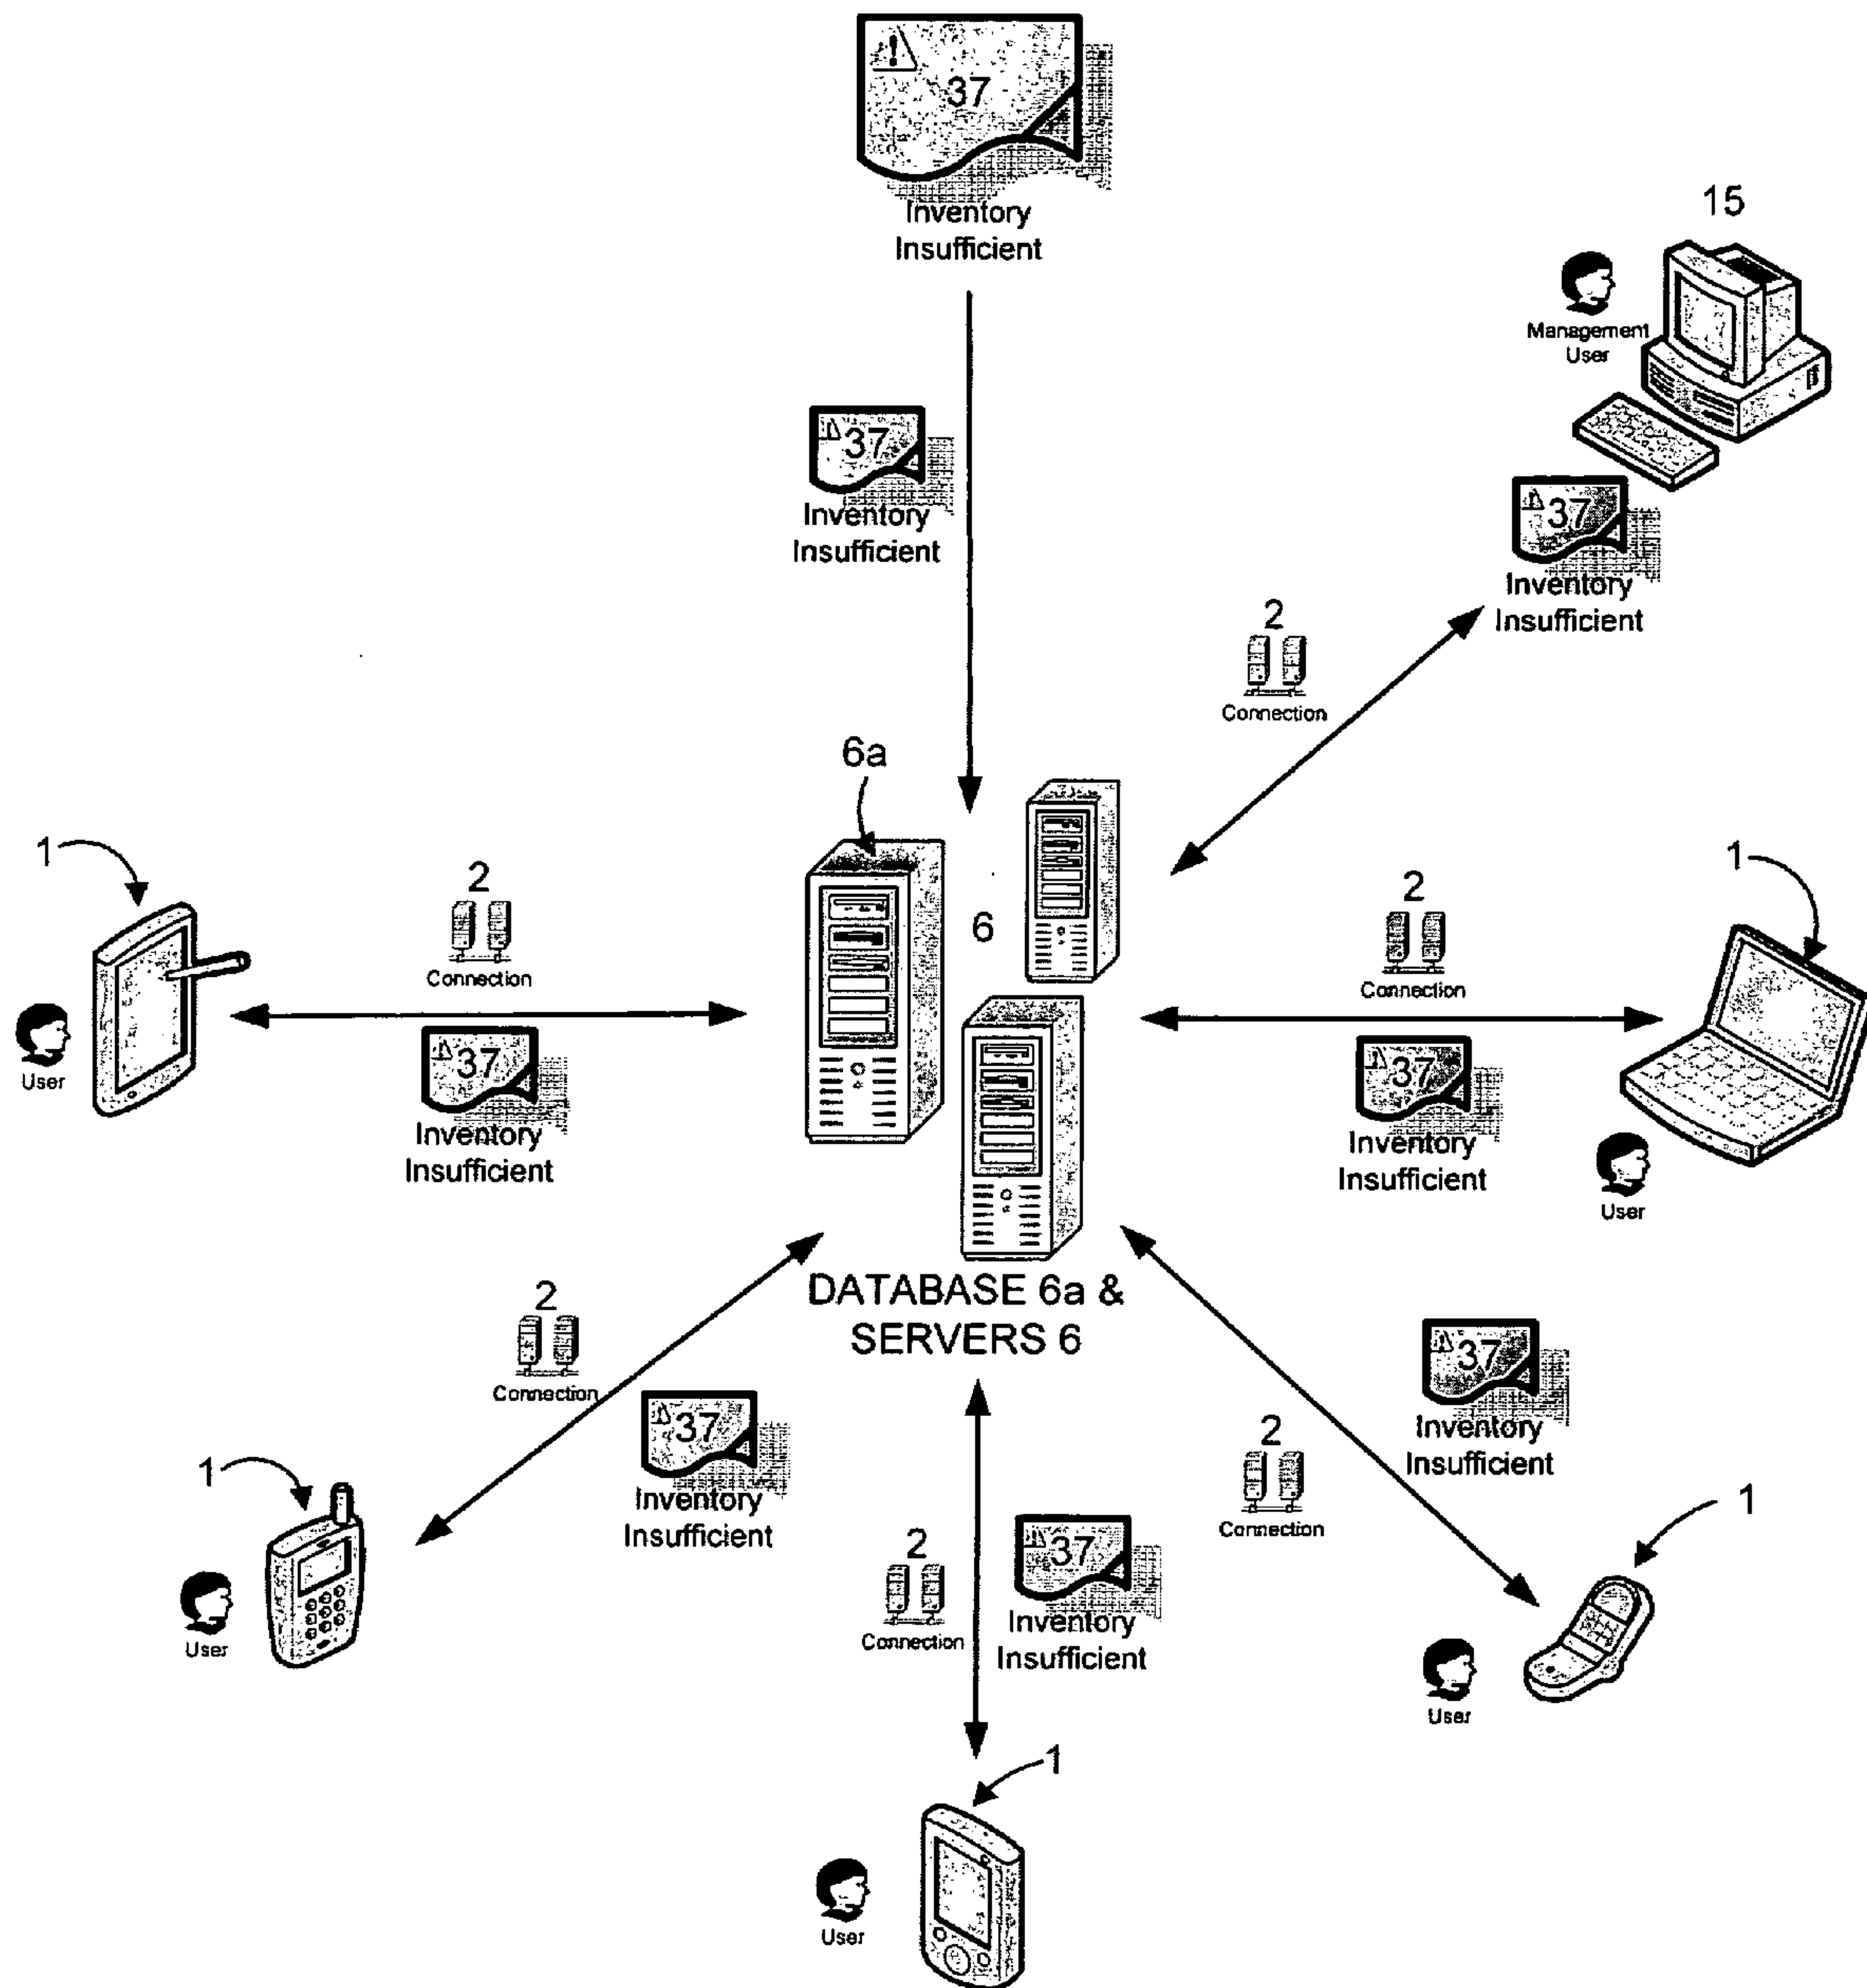 37
Inventory
Insufficient
15
Management
User
37
Inventory
Insufficient
37
Inventory
Insufficient
2
Connection
6a
1
2
Connection
User
37
Inventory
Insufficient
6
2
Connection
1
37
Inventory
Insufficient
User
DATABASE 6a &
SERVERS 6
2
Connection
37
Inventory
Insufficient
1
User
37
Inventory
Insufficient
2
Connection
1
User
2
Connection
37
Inventory
Insufficient
1
User